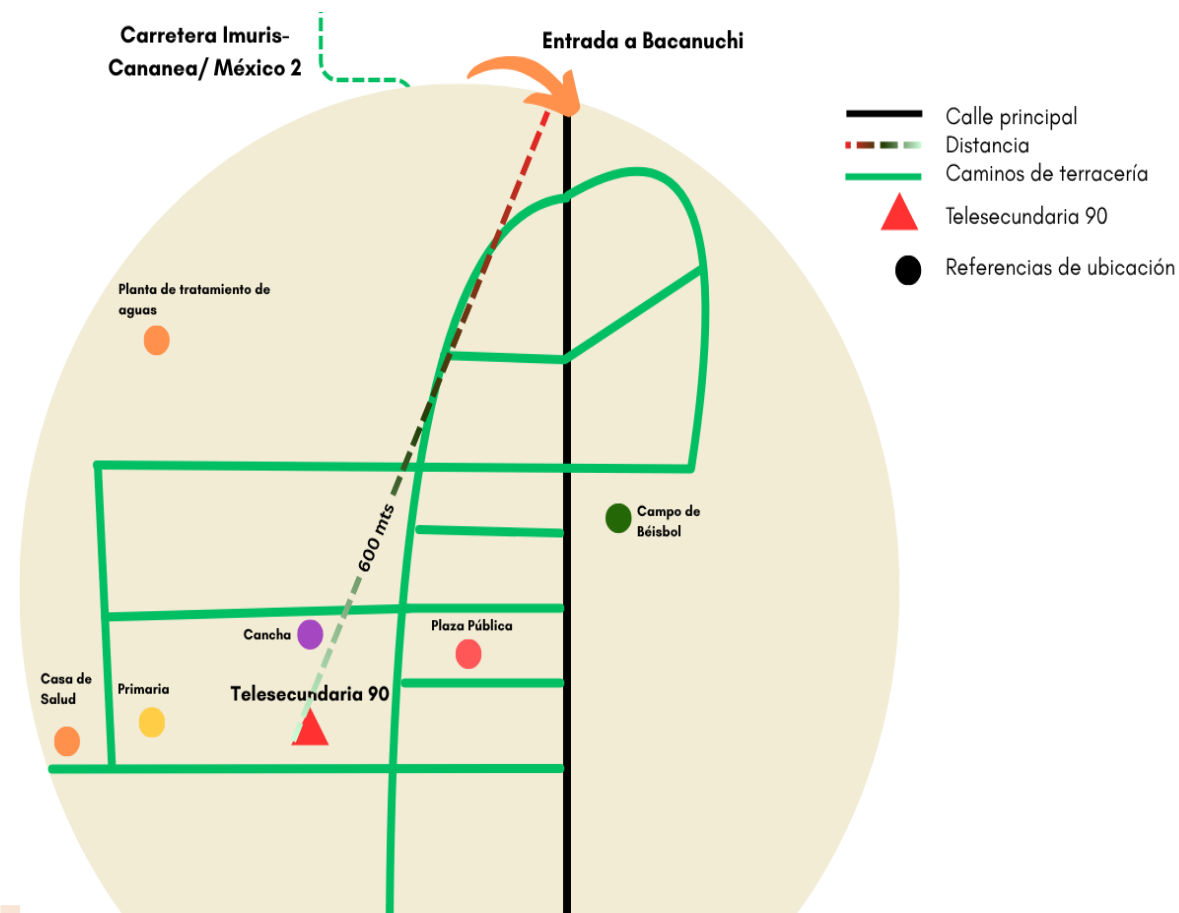 Carretera Imuris-
Cananea/ México 2
Entrada a Bacanuchi
Calle principal
Distancia
Caminos de terracería
Telesecundaria 90
Referencias de ubicación
Planta de tratamiento de
aguas
Campo de
Béisbol
600 mts
Cancha
Plaza Pública
Casa de
Salud
Primaria
Telesecundaria 90